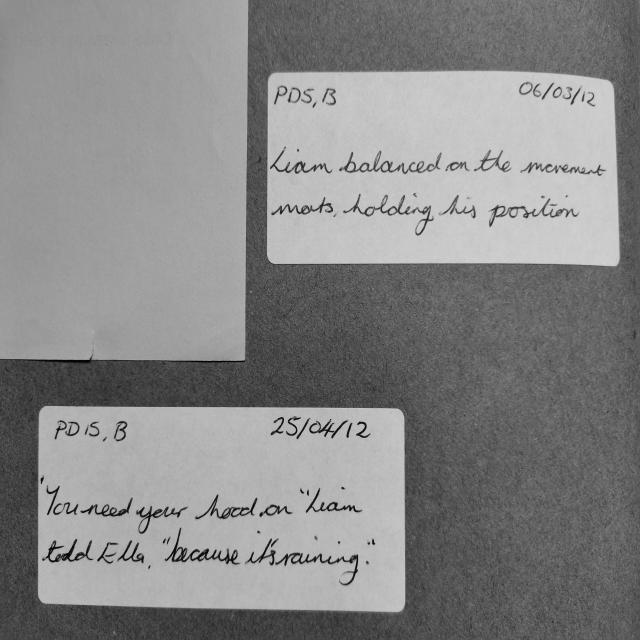 PD5, B 06/03/12
Liam balanced on the movement
mats, holding his position
PD15, B 25/04/12
"You need your hood on" Liam
told Ella, "because it's raining."